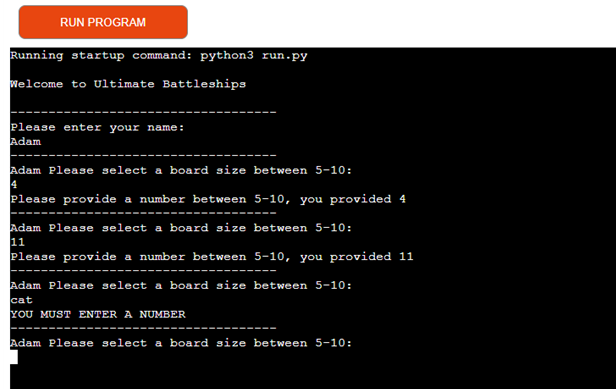 RUN PROGRAM
Running startup command: python3 run.py
Welcome to Ultimate Battleships
-----------------------------------
Please enter your name:
Adam
-----------------------------------
Adam Please select a board size between 5-10:
4
Please provide a number between 5-10, you provided 4
-----------------------------------
Adam Please select a board size between 5-10:
11
Please provide a number between 5-10, you provided 11
-----------------------------------
Adam Please select a board size between 5-10:
cat
YOU MUST ENTER A NUMBER
-----------------------------------
Adam Please select a board size between 5-10: